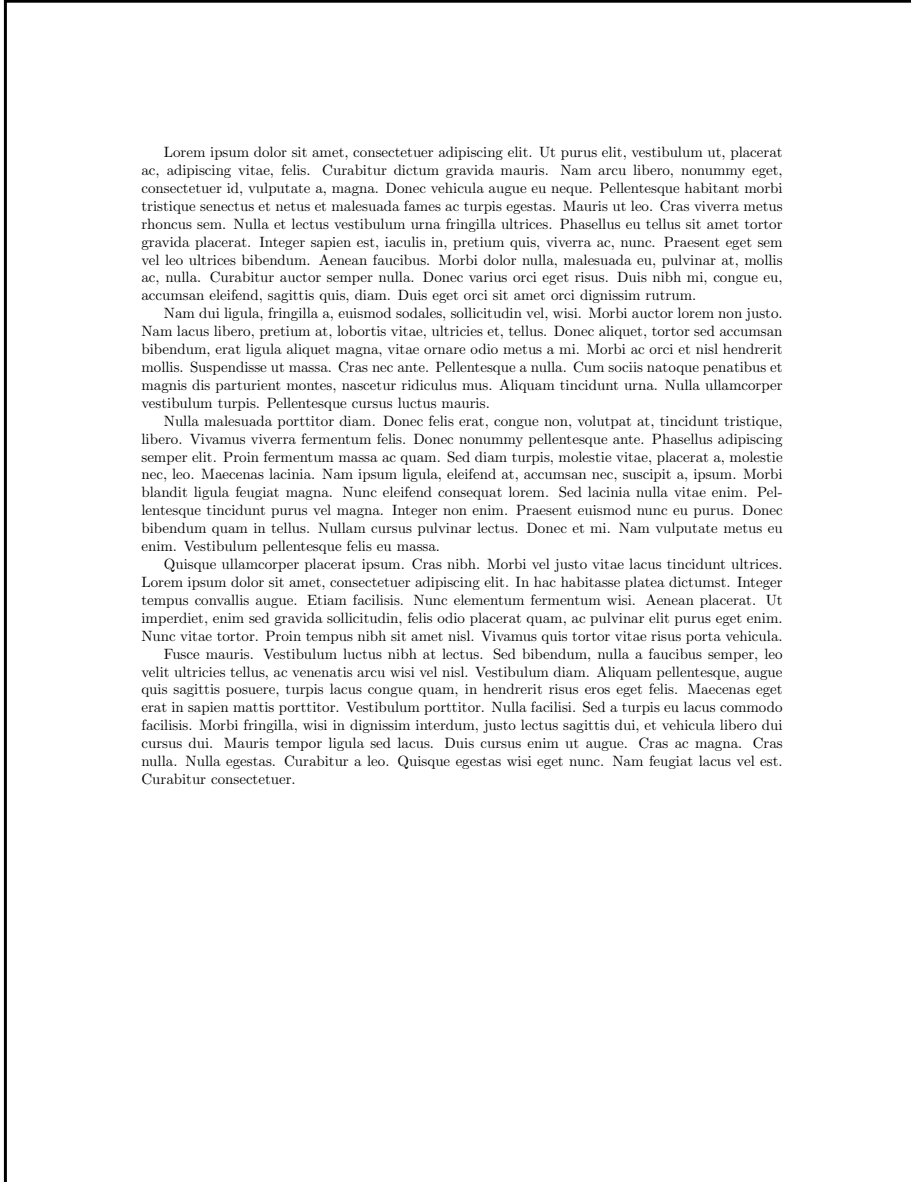 Lorem ipsum dolor sit amet, consectetuer adipiscing elit. Ut purus elit, vestibulum ut, placerat
ac, adipiscing vitae, felis. Curabitur dictum gravida mauris. Nam arcu libero, nonummy eget,
consectetuer id, vulputate a, magna. Donec vehicula augue eu neque. Pellentesque habitant morbi
tristique senectus et netus et malesuada fames ac turpis egestas. Mauris ut leo. Cras viverra metus
rhoncus sem. Nulla et lectus vestibulum urna fringilla ultrices. Phasellus eu tellus sit amet tortor
gravida placerat. Integer sapien est, iaculis in, pretium quis, viverra ac, nunc. Praesent eget sem
vel leo ultrices bibendum. Aenean faucibus. Morbi dolor nulla, malesuada eu, pulvinar at, mollis
ac, nulla. Curabitur auctor semper nulla. Donec varius orci eget risus. Duis nibh mi, congue eu,
accumsan eleifend, sagittis quis, diam. Duis eget orci sit amet orci dignissim rutrum.
Nam dui ligula, fringilla a, euismod sodales, sollicitudin vel, wisi. Morbi auctor lorem non justo.
Nam lacus libero, pretium at, lobortis vitae, ultricies et, tellus. Donec aliquet, tortor sed accumsan
bibendum, erat ligula aliquet magna, vitae ornare odio metus a mi. Morbi ac orci et nisl hendrerit
mollis. Suspendisse ut massa. Cras nec ante. Pellentesque a nulla. Cum sociis natoque penatibus et
magnis dis parturient montes, nascetur ridiculus mus. Aliquam tincidunt urna. Nulla ullamcorper
vestibulum turpis. Pellentesque cursus luctus mauris.
Nulla malesuada porttitor diam. Donec felis erat, congue non, volutpat at, tincidunt tristique,
libero. Vivamus viverra fermentum felis. Donec nonummy pellentesque ante. Phasellus adipiscing
semper elit. Proin fermentum massa ac quam. Sed diam turpis, molestie vitae, placerat a, molestie
nec, leo. Maecenas lacinia. Nam ipsum ligula, eleifend at, accumsan nec, suscipit a, ipsum. Morbi
blandit ligula feugiat magna. Nunc eleifend consequat lorem. Sed lacinia nulla vitae enim. Pel-
lentesque tincidunt purus vel magna. Integer non enim. Praesent euismod nunc eu purus. Donec
bibendum quam in tellus. Nullam cursus pulvinar lectus. Donec et mi. Nam vulputate metus eu
enim. Vestibulum pellentesque felis eu massa.
Quisque ullamcorper placerat ipsum. Cras nibh. Morbi vel justo vitae lacus tincidunt ultrices.
Lorem ipsum dolor sit amet, consectetuer adipiscing elit. In hac habitasse platea dictumst. Integer
tempus convallis augue. Etiam facilisis. Nunc elementum fermentum wisi. Aenean placerat. Ut
imperdiet, enim sed gravida sollicitudin, felis odio placerat quam, ac pulvinar elit purus eget enim.
Nunc vitae tortor. Proin tempus nibh sit amet nisl. Vivamus quis tortor vitae risus porta vehicula.
Fusce mauris. Vestibulum luctus nibh at lectus. Sed bibendum, nulla a faucibus semper, leo
velit ultricies tellus, ac venenatis arcu wisi vel nisl. Vestibulum diam. Aliquam pellentesque, augue
quis sagittis posuere, turpis lacus congue quam, in hendrerit risus eros eget felis. Maecenas eget
erat in sapien mattis porttitor. Vestibulum porttitor. Nulla facilisi. Sed a turpis eu lacus commodo
facilisis. Morbi fringilla, wisi in dignissim interdum, justo lectus sagittis dui, et vehicula libero dui
cursus dui. Mauris tempor ligula sed lacus. Duis cursus enim ut augue. Cras ac magna. Cras
nulla. Nulla egestas. Curabitur a leo. Quisque egestas wisi eget nunc. Nam feugiat lacus vel est.
Curabitur consectetuer.